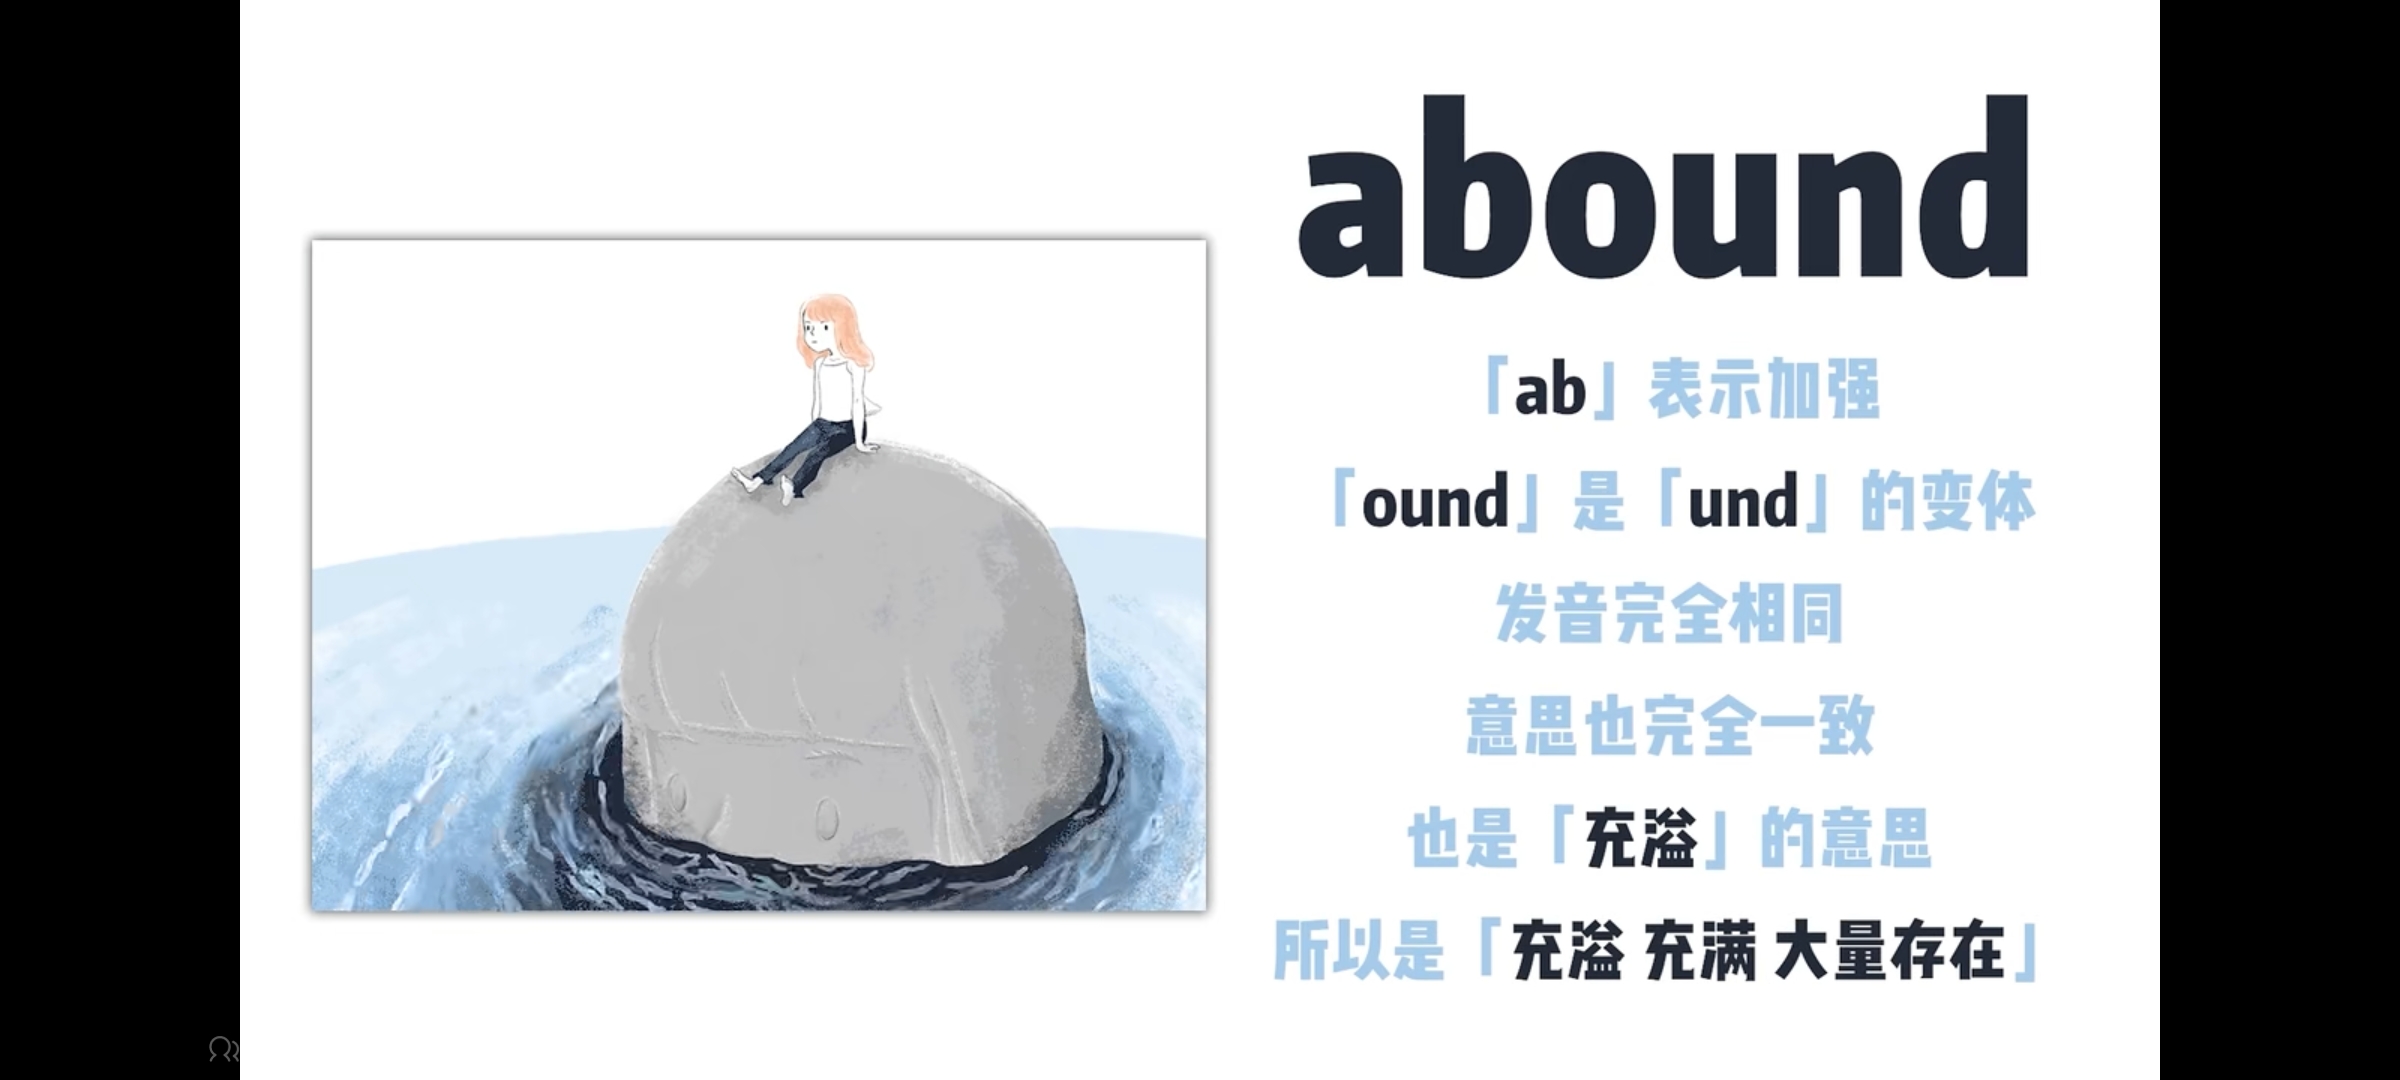 abound
「ab」表示加强
「ound」是「und」的变体
发音完全相同
意思也完全一致
也是「充溢」的意思
所以是「充溢 充满 大量存在」